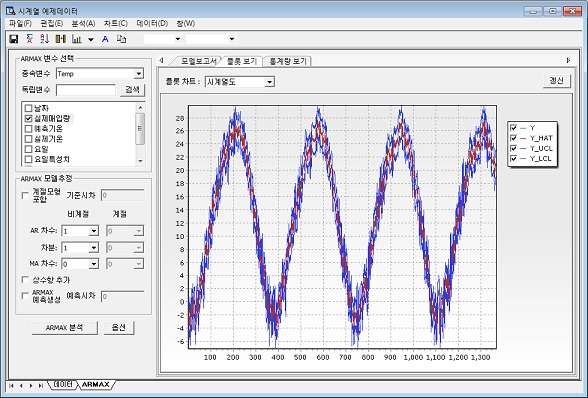 시계열 예제데이터
파일(F) 편집(E) 분석(A) 차트(C) 데이터(D) 창(W)
ARMAX 변수 선택
종속변수 Temp
독립변수 검색
날짜
실제매입량
예측기온
실제기온
요일
요일특성치
ARMAX 모델추정
계절모형 포함 기준시차 0
비계절 계절
AR 차수: 1 0
차분: 1 0
MA 차수: 0 0
상수항 추가
ARMAX 예측생성 예측시차 0
ARMAX 분석 옵션
모델보고서 플롯 보기 통계량 보기
플롯 차트 : 시계열도 갱신
28
26
24
22
20
18
16
14
12
10
8
6
4
2
0
-2
-4
-6
100 200 300 400 500 600 700 800 900 1,000 1,100 1,200 1,300
Y
Y_HAT
Y_UCL
Y_LCL
데이터 ARMAX